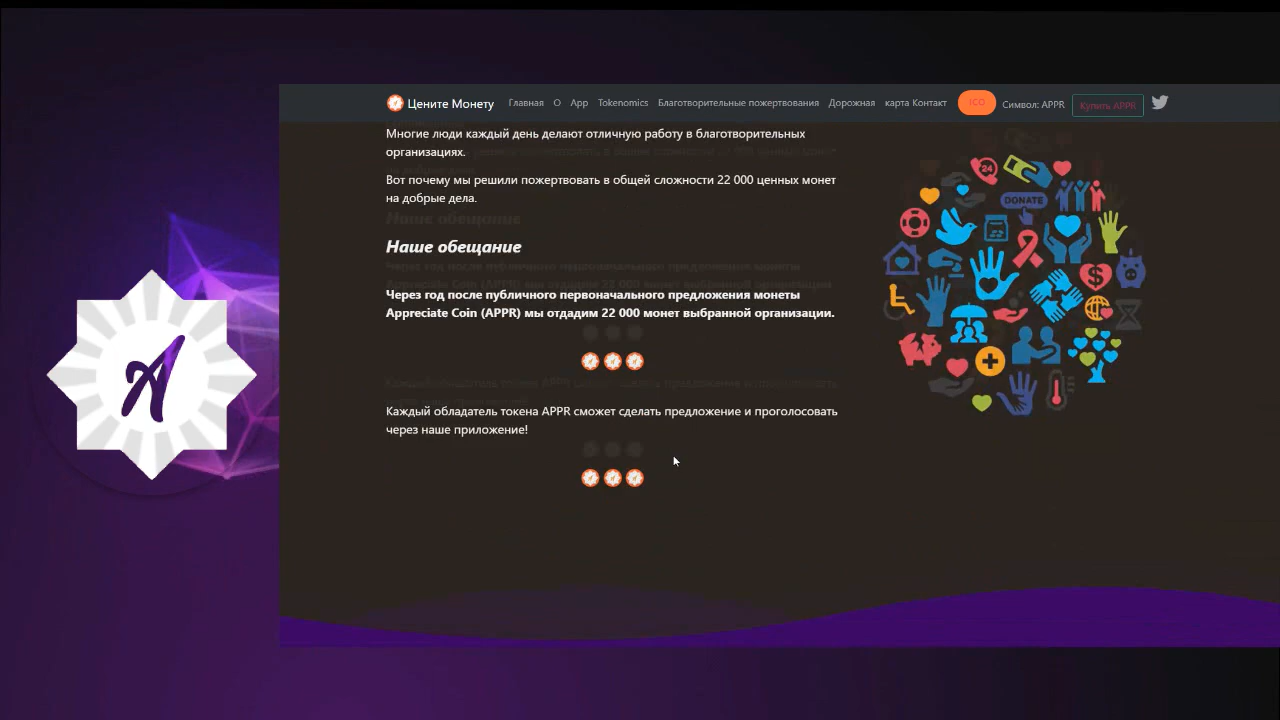 Цените Монету Главная О App Tokenomics Благотворительные пожертвования Дорожная карта Контакт ICO Символ: APPR Купить APPR
Многие люди каждый день делают отличную работу в благотворительных
организациях.
Вот почему мы решили пожертвовать в общей сложности 22 000 ценных монет
на добрые дела.
Наше обещание
Через год после публичного первоначального предложения монеты
Appreciate Coin (APPR) мы отдадим 22 000 монет выбранной организации.
Каждый обладатель токена APPR сможет сделать предложение и проголосовать
через наше приложение!
24
DONATE
A